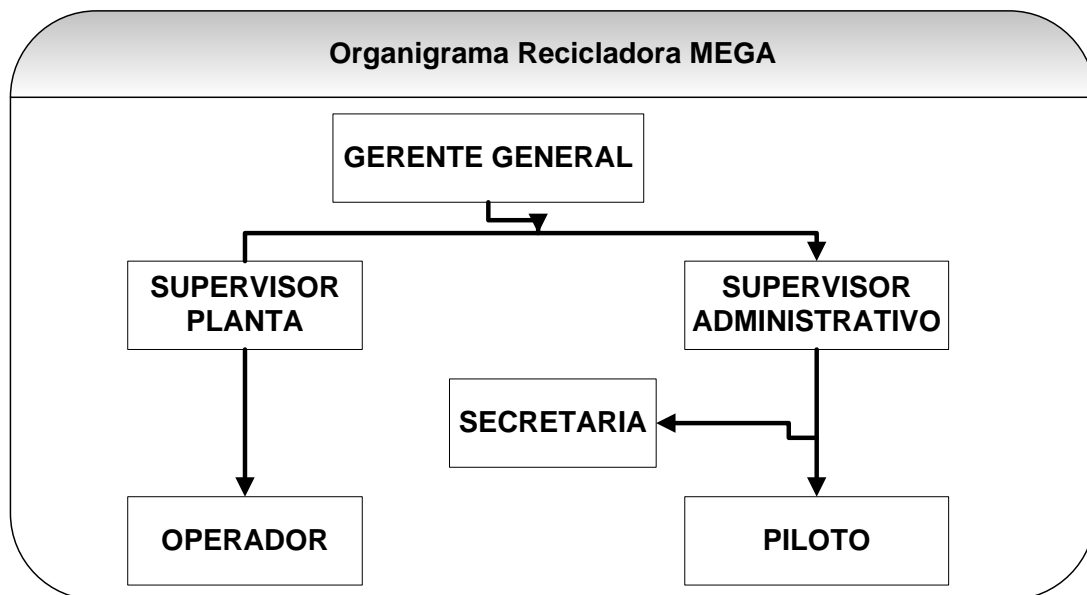 Organigrama Recicladora MEGA
GERENTE GENERAL
SUPERVISOR
PLANTA
SUPERVISOR
ADMINISTRATIVO
SECRETARIA
OPERADOR
PILOTO